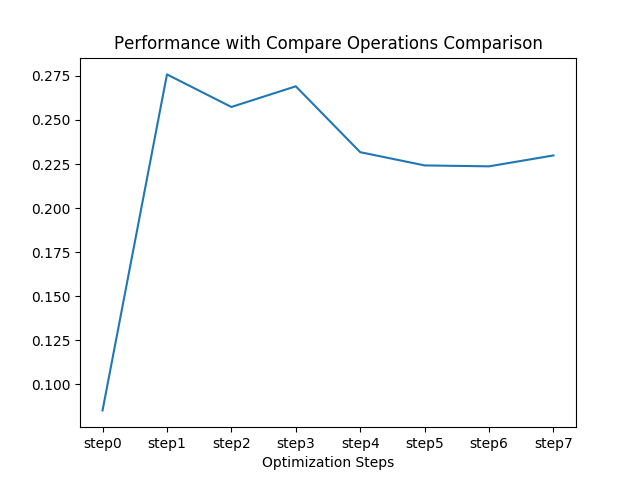 Performance with Compare Operations Comparison
0.275
0.250
0.225
0.200
0.175
0.150
0.125
0.100
step0 step1 step2 step3 step4 step5 step6 step7
Optimization Steps